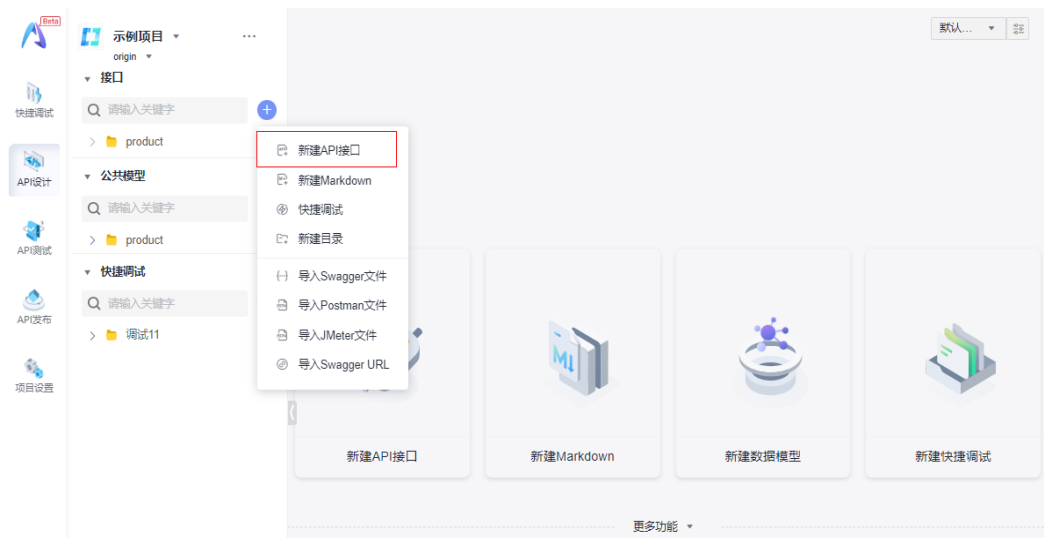 Beta
快捷调试
API设计
API测试
API发布
项目设置
示例项目
origin
接口
请输入关键字
product
公共模型
请输入关键字
product
快捷调试
请输入关键字
调试11
新建API接口
新建Markdown
快捷调试
新建目录
导入Swagger文件
导入Postman文件
导入JMeter文件
导入Swagger URL
默认...
新建API接口
新建Markdown
新建数据模型
新建快捷调试
更多功能